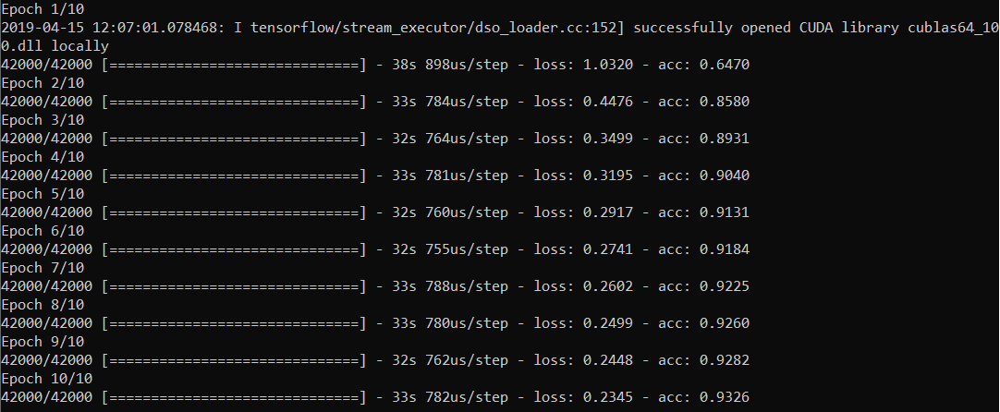 Epoch 1/10
2019-04-15 12:07:01.078468: I tensorflow/stream_executor/dso_loader.cc:152] successfully opened CUDA library cublas64_10
0.dll locally
42000/42000 [==============================] - 38s 898us/step - loss: 1.0320 - acc: 0.6470
Epoch 2/10
42000/42000 [==============================] - 33s 784us/step - loss: 0.4476 - acc: 0.8580
Epoch 3/10
42000/42000 [==============================] - 32s 764us/step - loss: 0.3499 - acc: 0.8931
Epoch 4/10
42000/42000 [==============================] - 33s 781us/step - loss: 0.3195 - acc: 0.9040
Epoch 5/10
42000/42000 [==============================] - 32s 760us/step - loss: 0.2917 - acc: 0.9131
Epoch 6/10
42000/42000 [==============================] - 32s 755us/step - loss: 0.2741 - acc: 0.9184
Epoch 7/10
42000/42000 [==============================] - 33s 788us/step - loss: 0.2602 - acc: 0.9225
Epoch 8/10
42000/42000 [==============================] - 33s 780us/step - loss: 0.2499 - acc: 0.9260
Epoch 9/10
42000/42000 [==============================] - 32s 762us/step - loss: 0.2448 - acc: 0.9282
Epoch 10/10
42000/42000 [==============================] - 33s 782us/step - loss: 0.2345 - acc: 0.9326